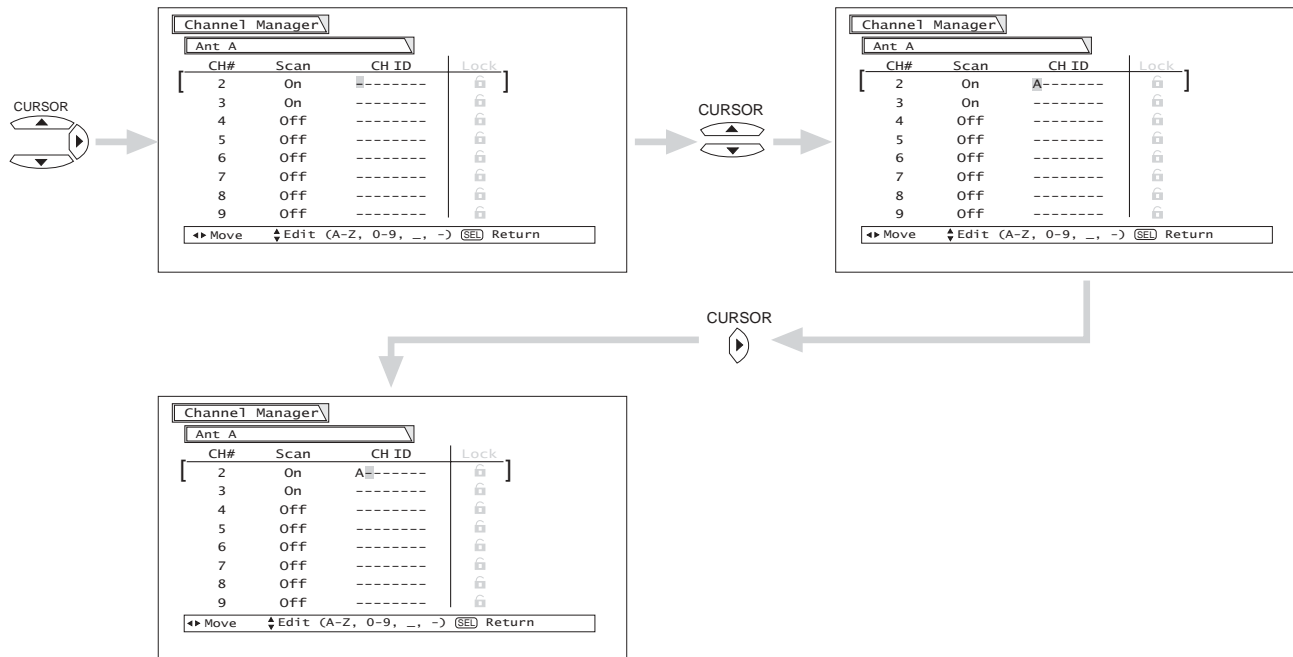 CURSOR
Channel Manager
Ant A
CH# Scan CH ID Lock
2 On --------
3 On --------
4 Off --------
5 Off --------
6 Off --------
7 Off --------
8 Off --------
9 Off --------
Move Edit (A-Z, 0-9, _, -) SEL Return
CURSOR
Channel Manager
Ant A
CH# Scan CH ID Lock
2 On A-------
3 On --------
4 Off --------
5 Off --------
6 Off --------
7 Off --------
8 Off --------
9 Off --------
Move Edit (A-Z, 0-9, _, -) SEL Return
CURSOR
Channel Manager
Ant A
CH# Scan CH ID Lock
2 On A-------
3 On --------
4 Off --------
5 Off --------
6 Off --------
7 Off --------
8 Off --------
9 Off --------
Move Edit (A-Z, 0-9, _, -) SEL Return